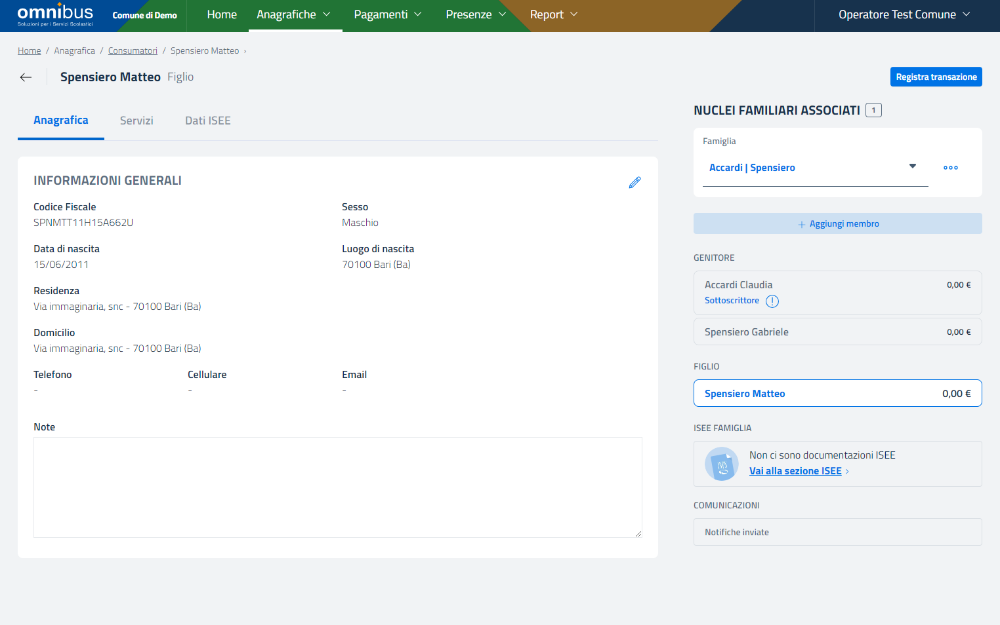 omnibus
Soluzioni per i Servizi Scolastici
Comune di Demo
Home
Anagrafiche
Pagamenti
Presenze
Report
Operatore Test Comune
Home / Anagrafica / Consumatori / Spensiero Matteo ›
Spensiero Matteo Figlio
Registra transazione
Anagrafica
Servizi
Dati ISEE
INFORMAZIONI GENERALI
Codice Fiscale
SPNMTT11H15A662U
Sesso
Maschio
Data di nascita
15/06/2011
Luogo di nascita
70100 Bari (Ba)
Residenza
Via immaginaria, snc - 70100 Bari (Ba)
Domicilio
Via immaginaria, snc - 70100 Bari (Ba)
Telefono
-
Cellulare
-
Email
-
Note
NUCLEI FAMILIARI ASSOCIATI 1
Famiglia
Accardi | Spensiero
+ Aggiungi membro
GENITORE
Accardi Claudia 0,00 €
Sottoscrittore !
Spensiero Gabriele 0,00 €
FIGLIO
Spensiero Matteo 0,00 €
ISEE FAMIGLIA
INPS
Non ci sono documentazioni ISEE
Vai alla sezione ISEE ›
COMUNICAZIONI
Notifiche inviate